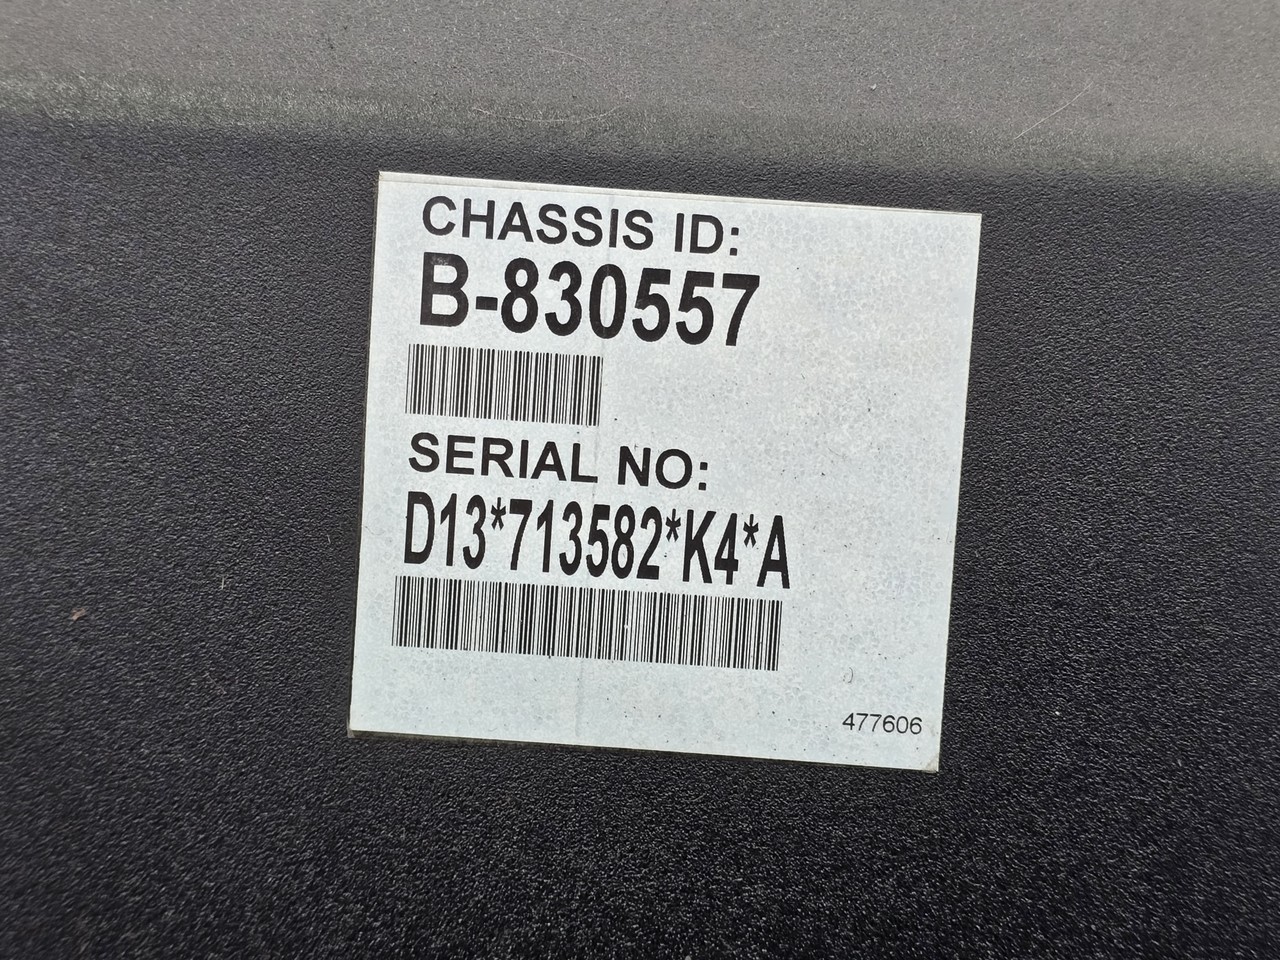 CHASSIS ID:
B-830557
SERIAL NO:
D13*713582*K4*A
477606